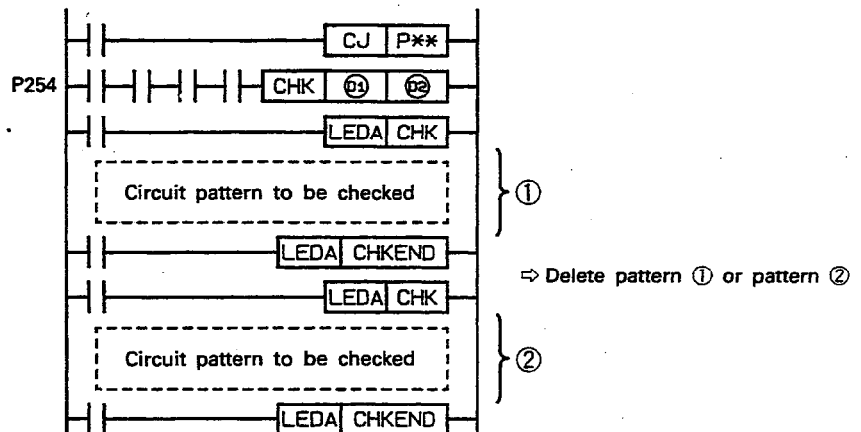 CJ P**
P254 CHK D1 D2
LEDA CHK
Circuit pattern to be checked ①
LEDA CHKEND
⇨ Delete pattern ① or pattern ②
LEDA CHK
Circuit pattern to be checked ②
LEDA CHKEND